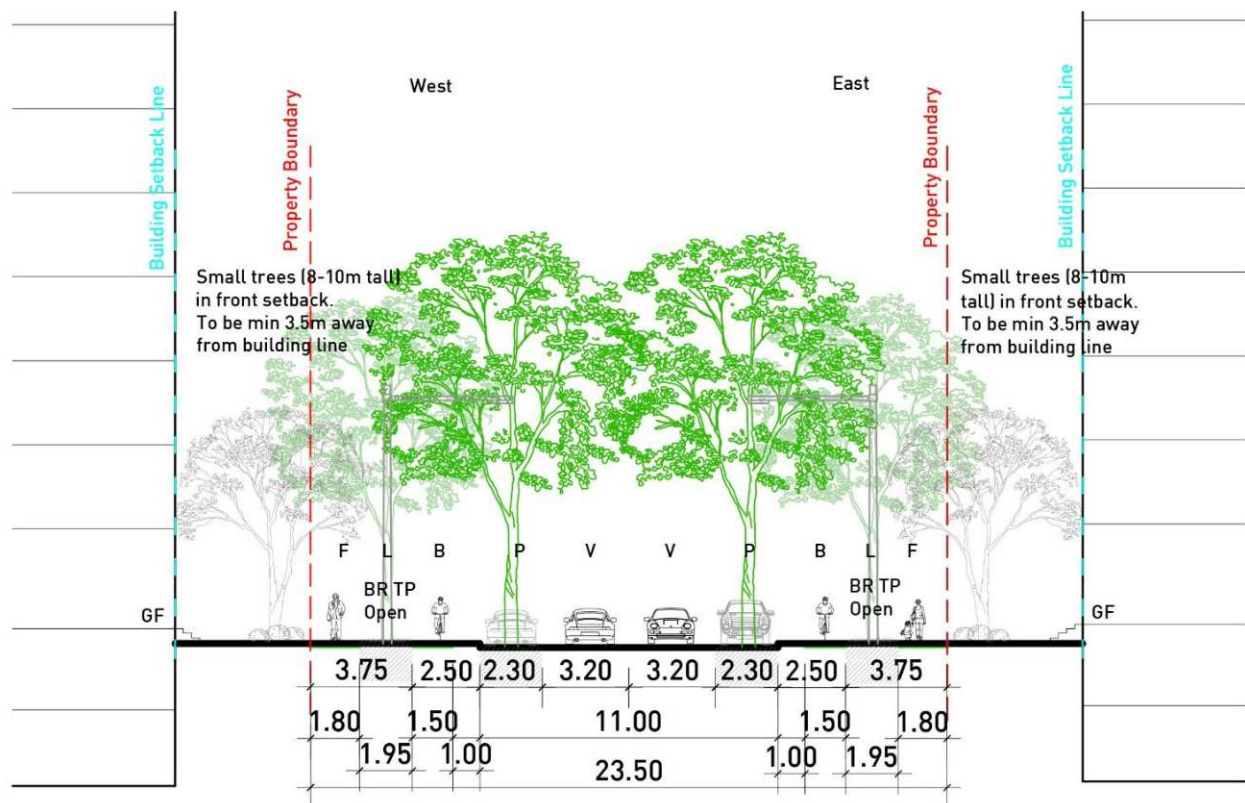 West
East
Building Setback Line
Property Boundary
Property Boundary
Building Setback Line
Small trees (8-10m tall)
in front setback.
To be min 3.5m away
from building line
Small trees (8-10m
tall) in front setback.
To be min 3.5m away
from building line
F L B P V V P B L F
BR TP
Open
BR TP
Open
GF
GF
3.75 2.50 2.30 3.20 3.20 2.30 2.50 3.75
1.80 1.50 11.00 1.50 1.80
1.95 1.00 1.00 1.95
23.50